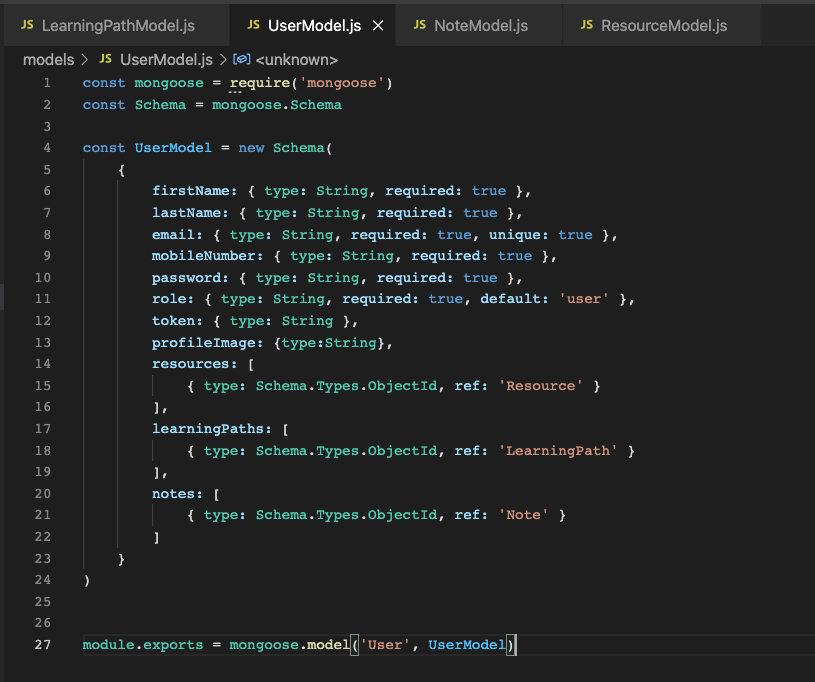 JS LearningPathModel.js JS UserModel.js × JS NoteModel.js JS ResourceModel.js
models > JS UserModel.js > <unknown>
1 const mongoose = require('mongoose')
2 const Schema = mongoose.Schema
3
4 const UserModel = new Schema(
5 {
6 firstName: { type: String, required: true },
7 lastName: { type: String, required: true },
8 email: { type: String, required: true, unique: true },
9 mobileNumber: { type: String, required: true },
10 password: { type: String, required: true },
11 role: { type: String, required: true, default: 'user' },
12 token: { type: String },
13 profileImage: {type:String},
14 resources: [
15 { type: Schema.Types.ObjectId, ref: 'Resource' }
16 ],
17 learningPaths: [
18 { type: Schema.Types.ObjectId, ref: 'LearningPath' }
19 ],
20 notes: [
21 { type: Schema.Types.ObjectId, ref: 'Note' }
22 ]
23 }
24 )
25
26
27 module.exports = mongoose.model('User', UserModel)